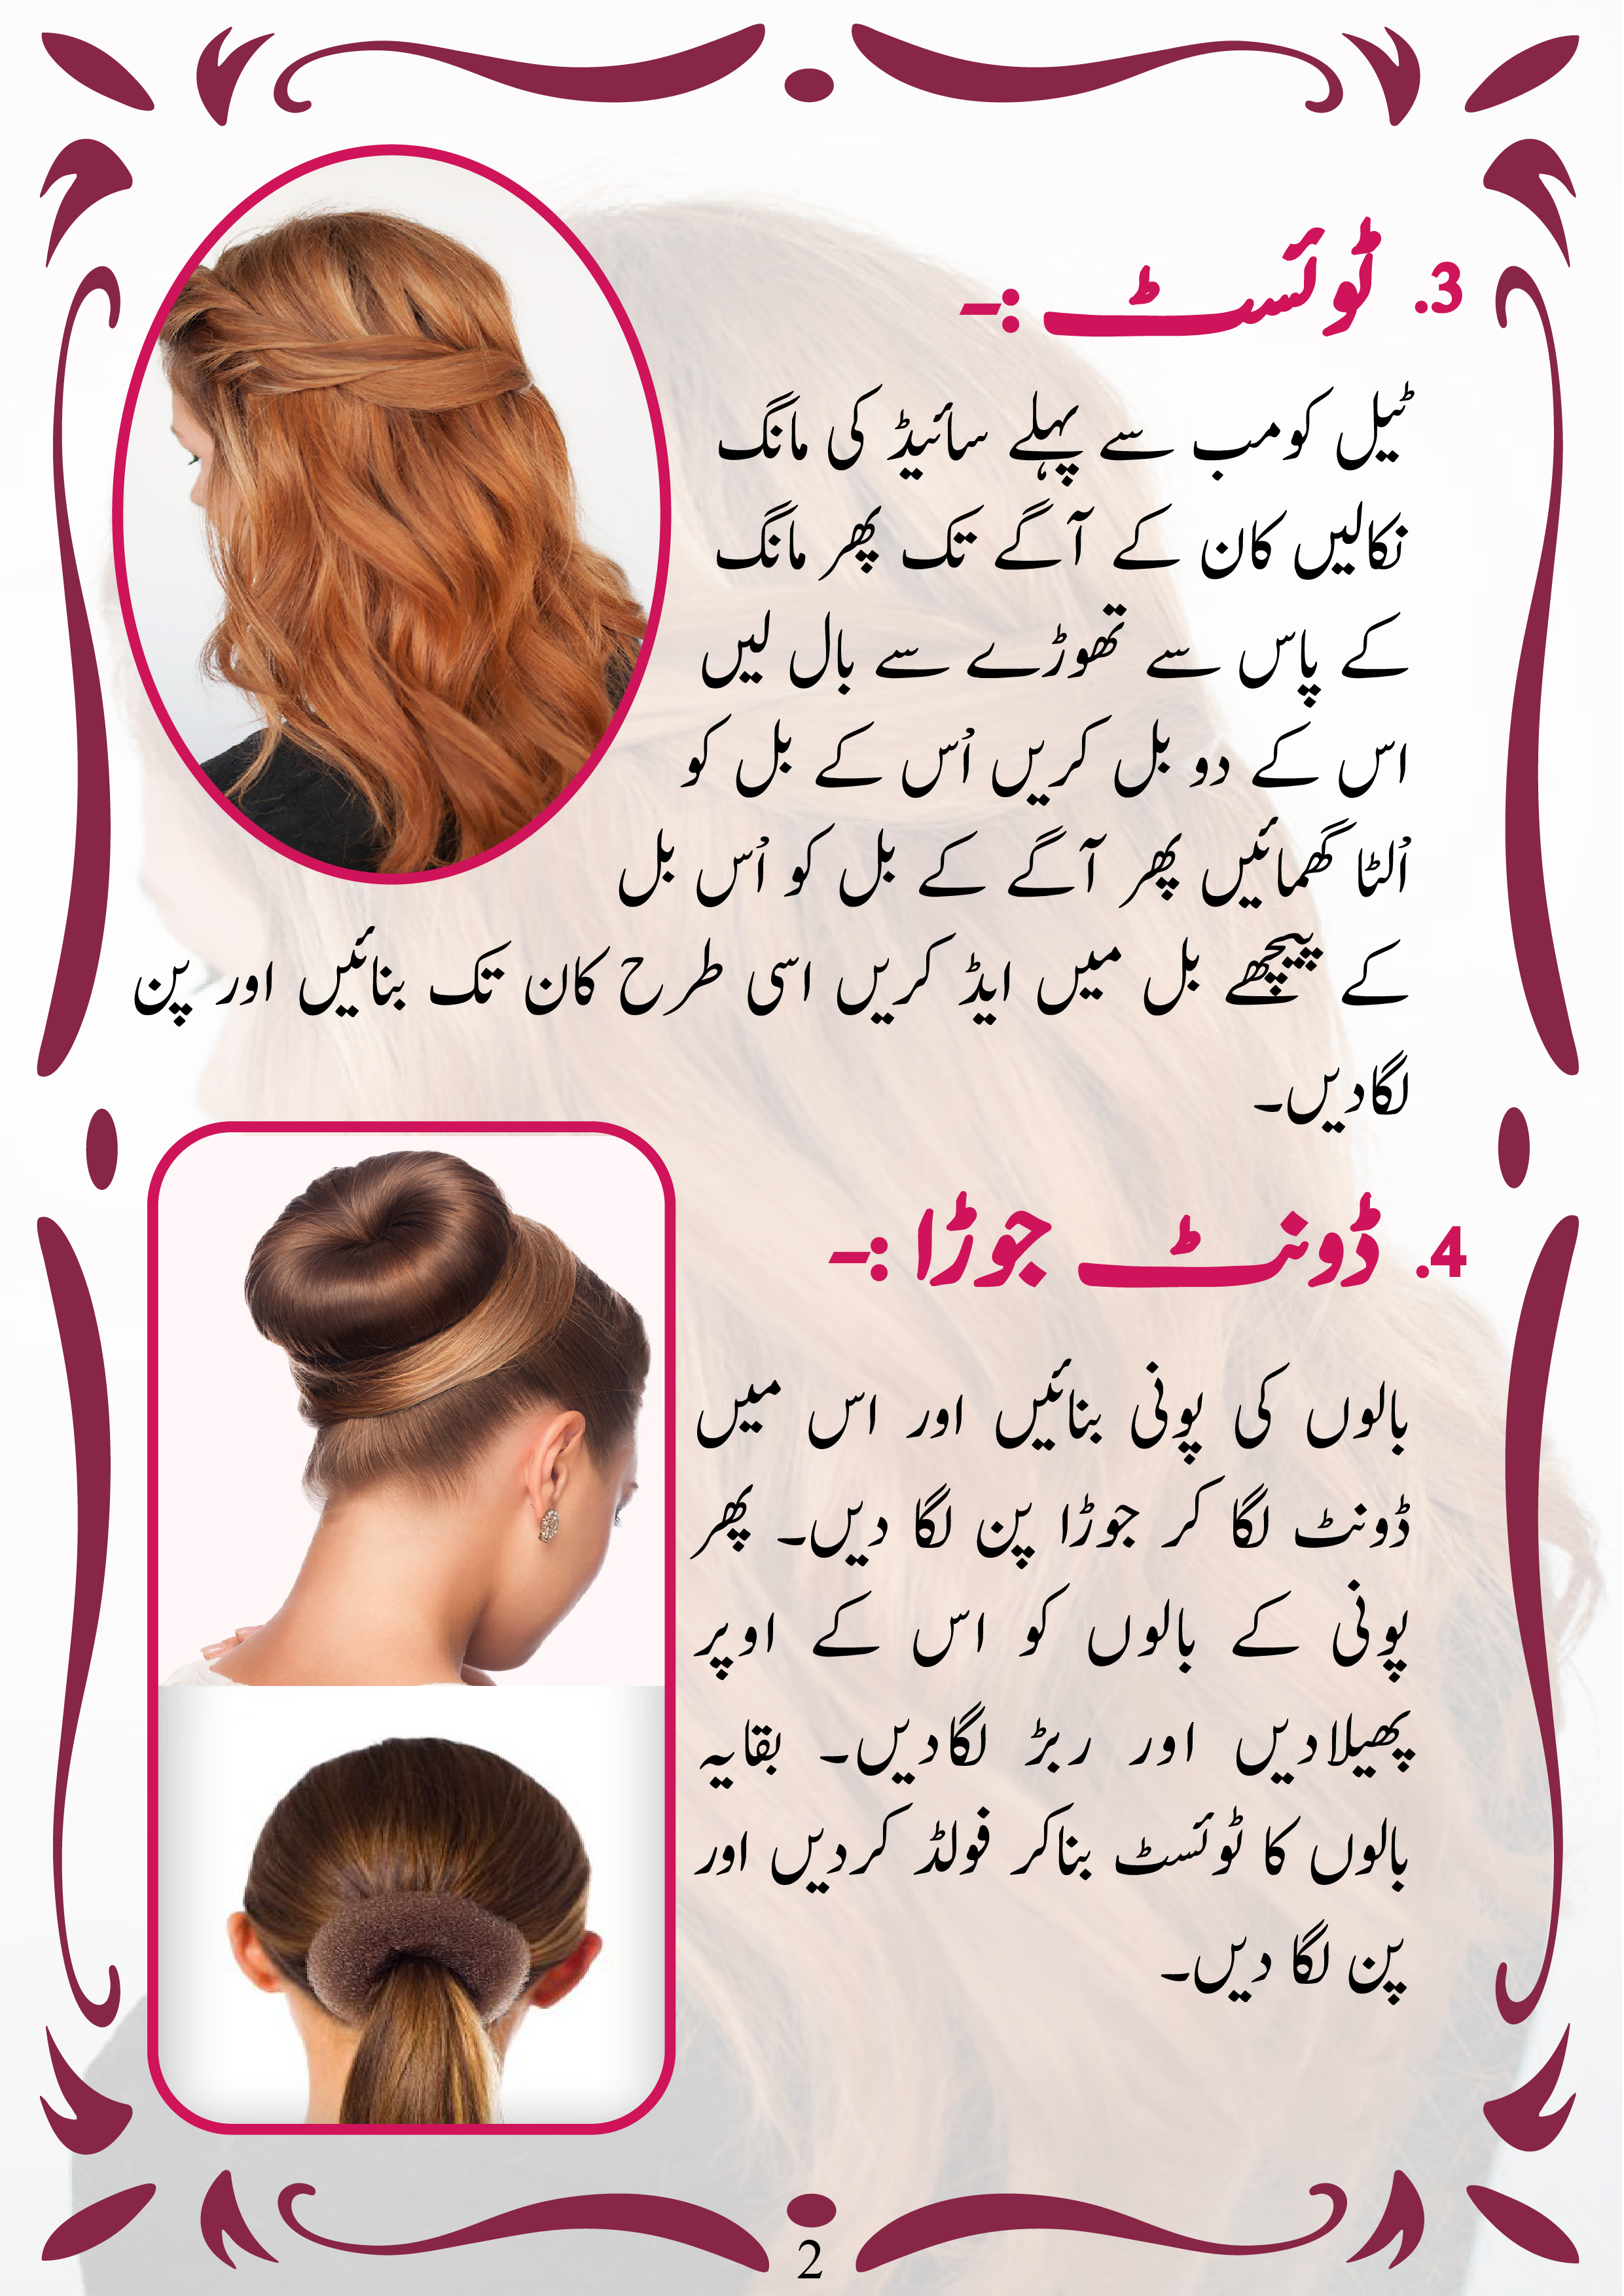 3. ٹوئسٹ :-
ٹیل کومب سے پہلے سائیڈ کی مانگ
نکالیں کان کے آگے تک پھر مانگ
کے پاس سے تھوڑے سے بال لیں
اس کے دو بل کریں اُس کے بل کو
اُلٹا گھمائیں پھر آگے کے بل کو اُس بل
کے پیچھے بل میں ایڈ کریں اسی طرح کان تک بنائیں اور پن
لگادیں۔
4. ڈونٹ جوڑا :-
بالوں کی پونی بنائیں اور اس میں
ڈونٹ لگا کر جوڑا پن لگا دیں۔ پھر
پونی کے بالوں کو اس کے اوپر
پھیلادیں اور ربڑ لگادیں۔ بقایہ
بالوں کا ٹوئسٹ بناکر فولڈ کردیں اور
پن لگا دیں۔
2